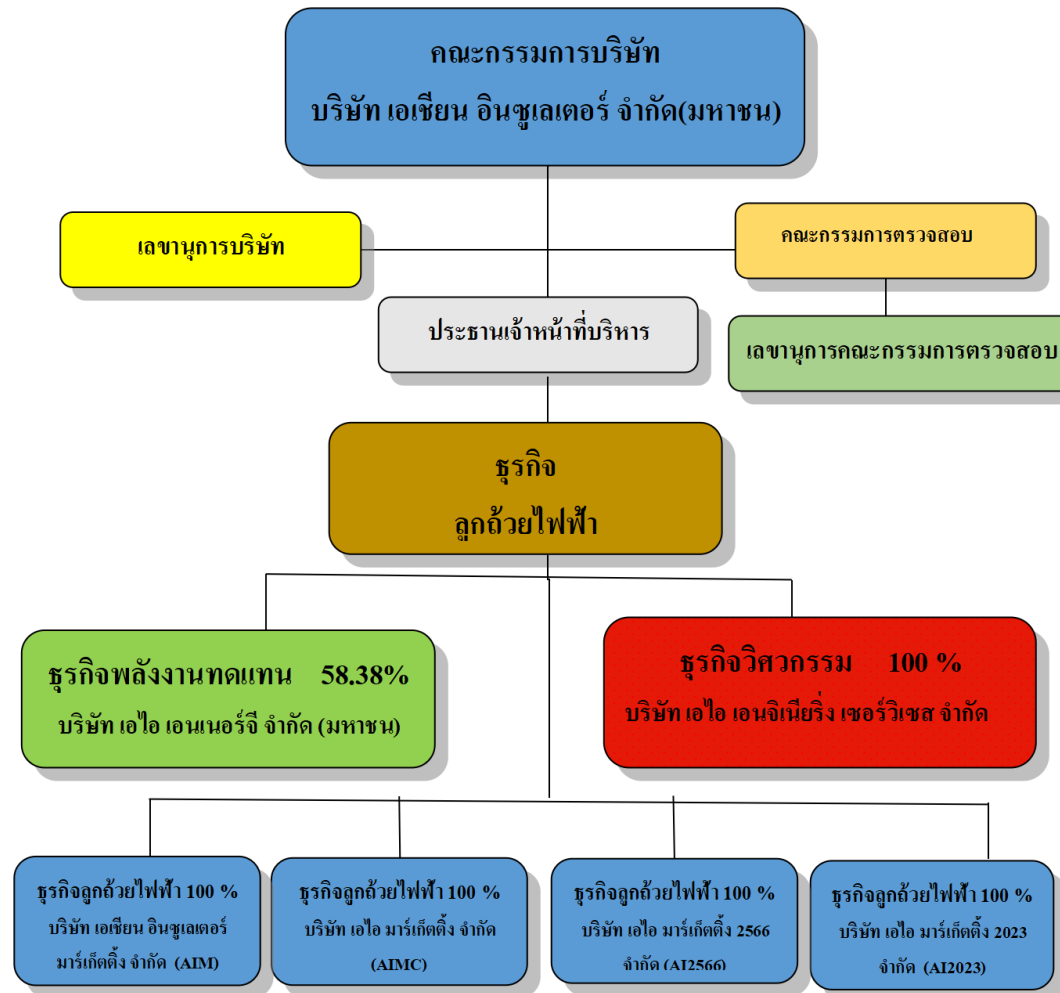 คณะกรรมการบริษัท
บริษัท เอเชียน อินซูเลเตอร์ จำกัด(มหาชน)
เลขานุการบริษัท
คณะกรรมการตรวจสอบ
ประธานเจ้าหน้าที่บริหาร
เลขานุการคณะกรรมการตรวจสอบ
ธุรกิจ
ลูกถ้วยไฟฟ้า
ธุรกิจพลังงานทดแทน 58.38%
บริษัท เอไอ เอนเนอร์จี จำกัด (มหาชน)
ธุรกิจวิศวกรรม 100 %
บริษัท เอไอ เอนจิเนียริ่ง เซอร์วิเซส จำกัด
ธุรกิจลูกถ้วยไฟฟ้า 100 %
บริษัท เอเชียน อินซูเลเตอร์
มาร์เก็ตติ้ง จำกัด (AIM)
ธุรกิจลูกถ้วยไฟฟ้า 100 %
บริษัท เอไอ มาร์เก็ตติ้ง จำกัด
(AIMC)
ธุรกิจลูกถ้วยไฟฟ้า 100 %
บริษัท เอไอ มาร์เก็ตติ้ง 2566
จำกัด (AI2566)
ธุรกิจลูกถ้วยไฟฟ้า 100 %
บริษัท เอไอ มาร์เก็ตติ้ง 2023
จำกัด (AI2023)